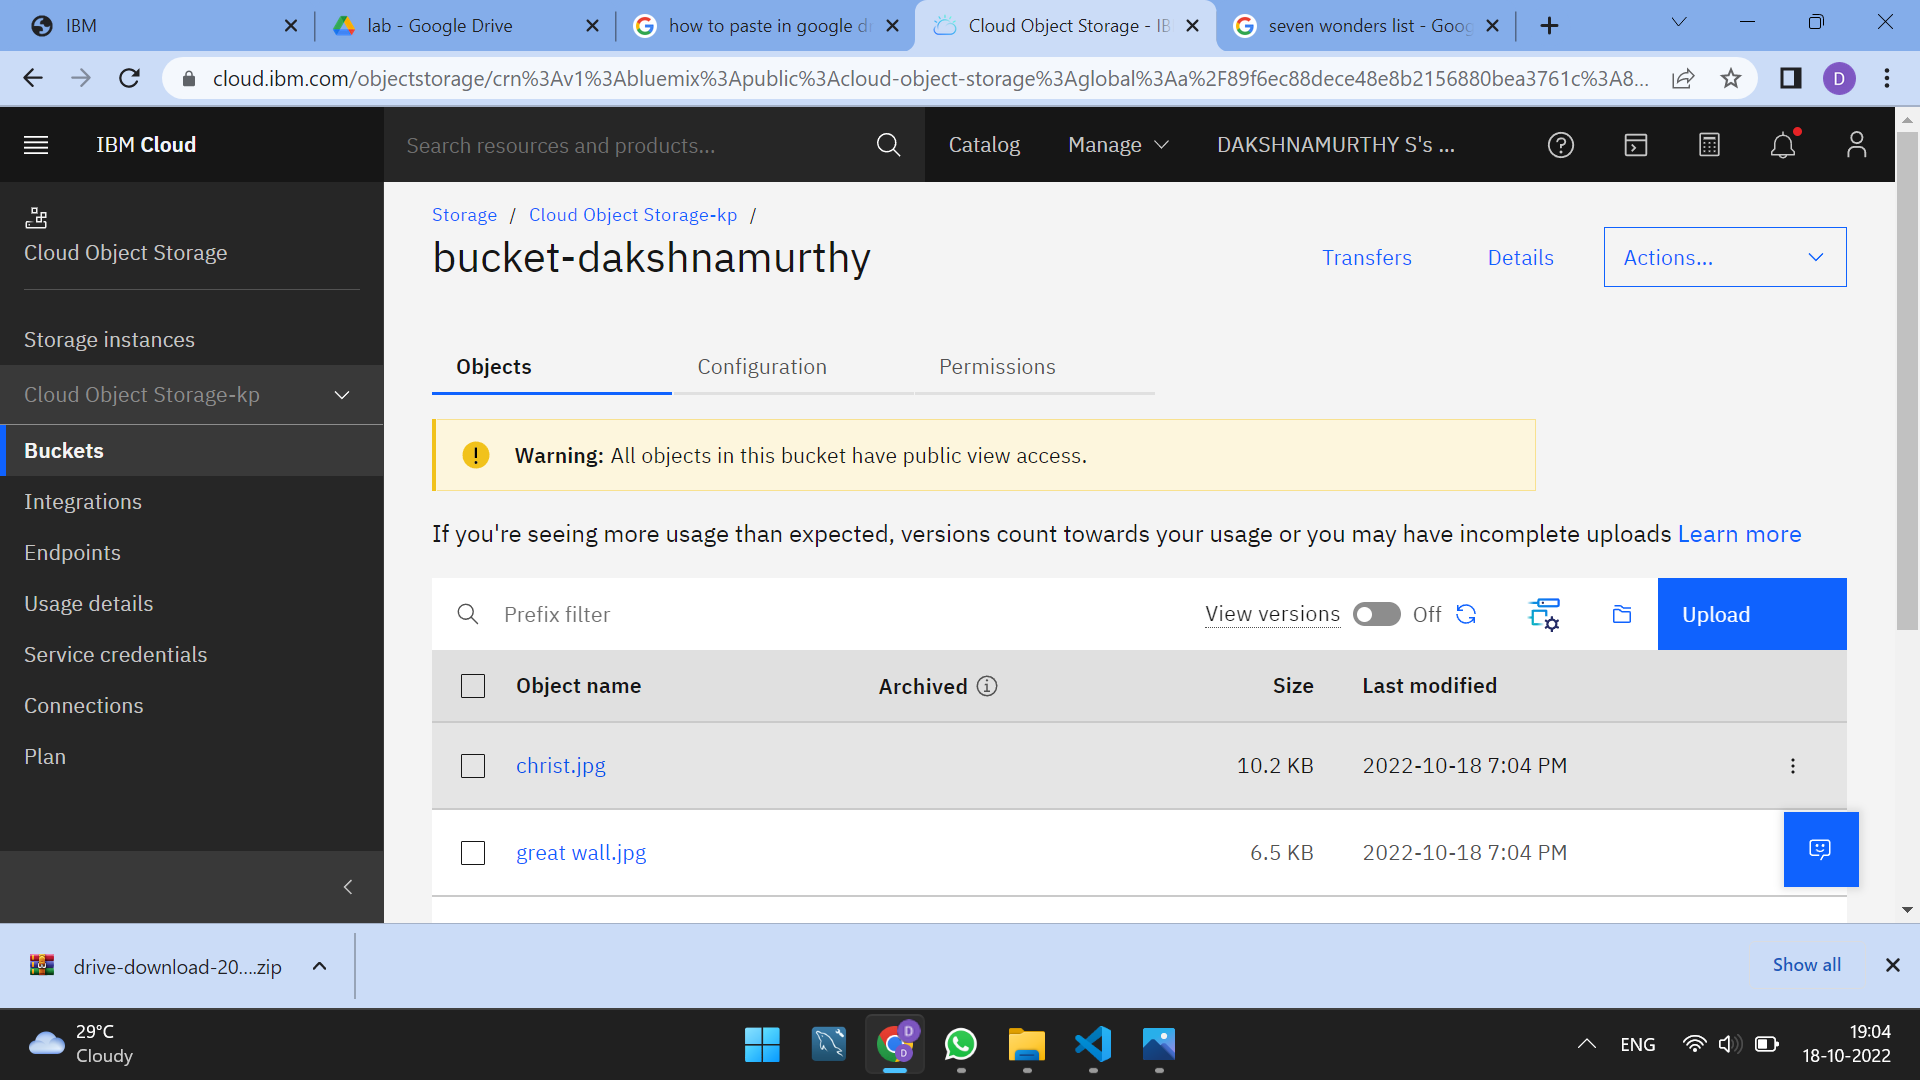 IBM
lab - Google Drive
how to paste in google dr
Cloud Object Storage - IB
seven wonders list - Goog
cloud.ibm.com/objectstorage/crn%3Av1%3Abluemix%3Apublic%3Acloud-object-storage%3Aglobal%3Aa%2F89f6ec88dece48e8b2156880bea3761c%3A8...
D
IBM Cloud
Search resources and products...
Catalog
Manage
DAKSHNAMURTHY S's ...
Cloud Object Storage
Storage instances
Cloud Object Storage-kp
Buckets
Integrations
Endpoints
Usage details
Service credentials
Connections
Plan
Storage / Cloud Object Storage-kp /
bucket-dakshnamurthy
Transfers
Details
Actions...
Objects
Configuration
Permissions
Warning: All objects in this bucket have public view access.
If you're seeing more usage than expected, versions count towards your usage or you may have incomplete uploads Learn more
Prefix filter
View versions
Off
Upload
Object name Archived Size Last modified
christ.jpg 10.2 KB 2022-10-18 7:04 PM
great wall.jpg 6.5 KB 2022-10-18 7:04 PM
drive-download-20....zip
Show all
29°C
Cloudy
D
D
ENG
19:04
18-10-2022